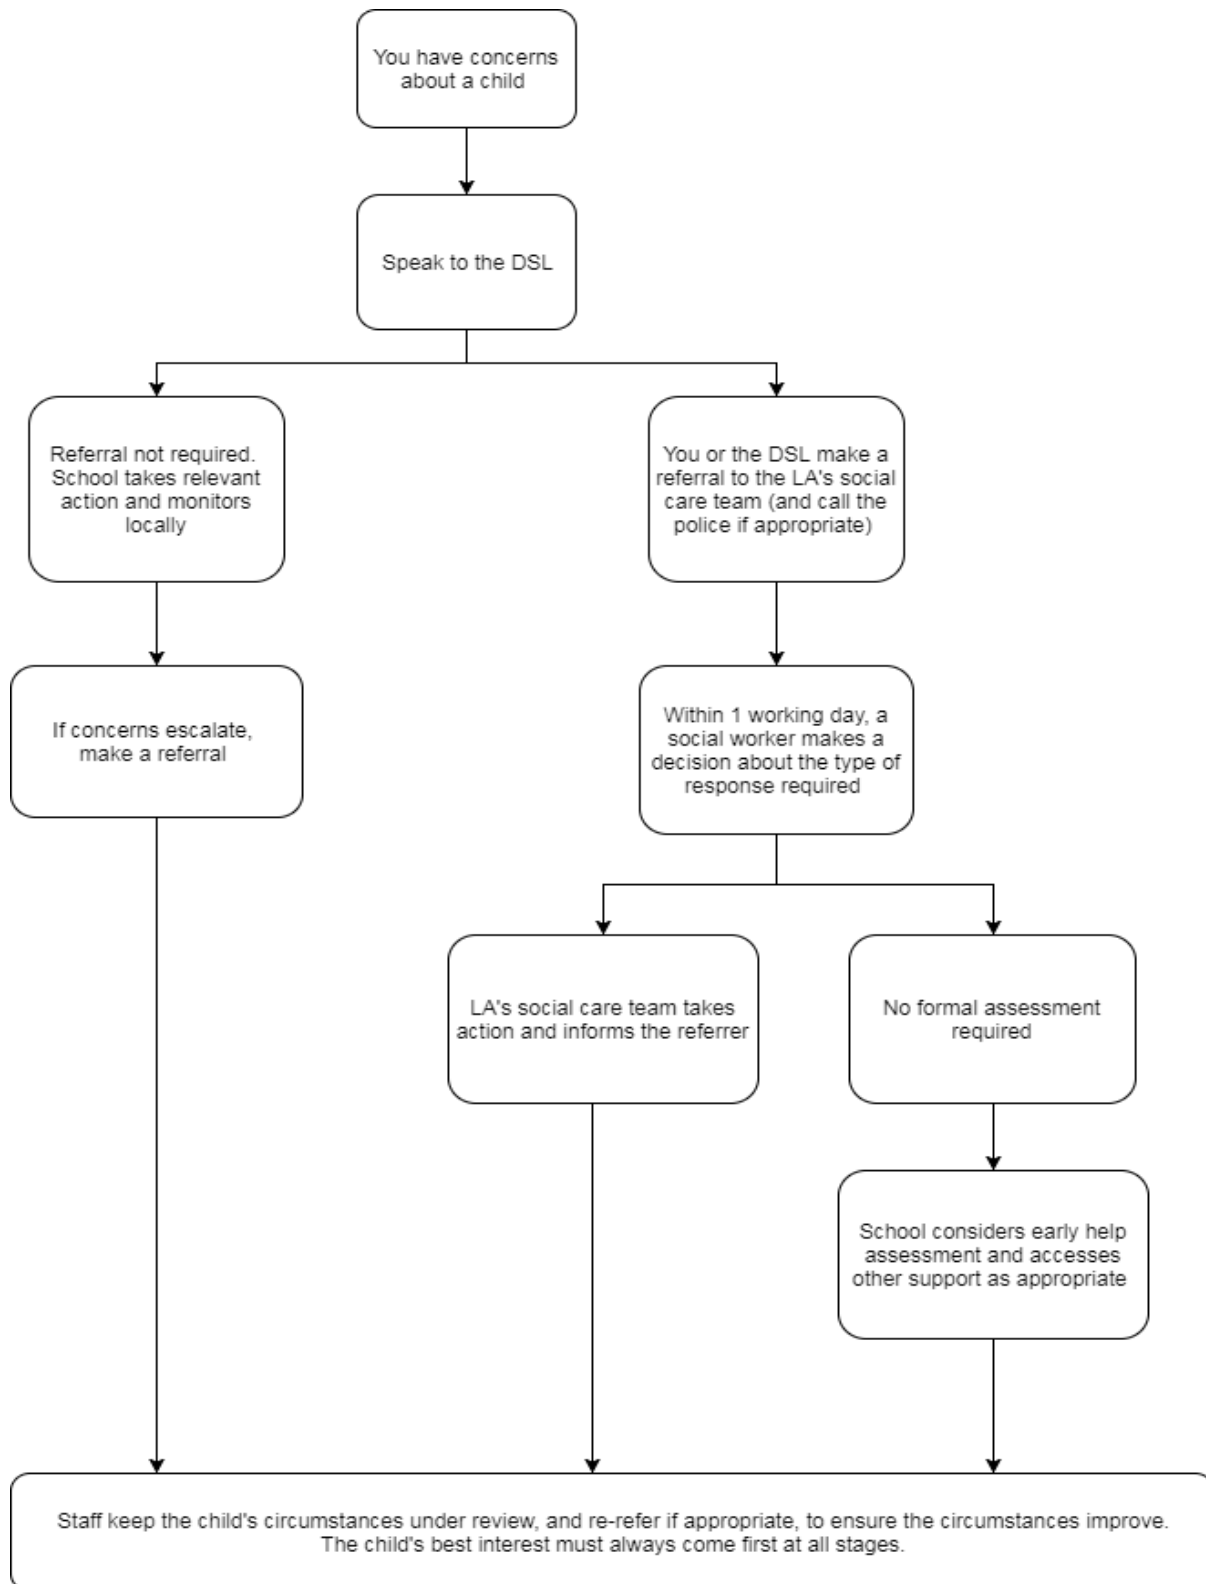 You have concerns
about a child
Speak to the DSL
Referral not required.
School takes relevant
action and monitors
locally
You or the DSL make a
referral to the LA's social
care team (and call the
police if appropriate)
If concerns escalate,
make a referral
Within 1 working day, a
social worker makes a
decision about the type of
response required
LA's social care team takes
action and informs the referrer
No formal assessment
required
School considers early help
assessment and accesses
other support as appropriate
Staff keep the child's circumstances under review, and re-refer if appropriate, to ensure the circumstances improve.
The child's best interest must always come first at all stages.